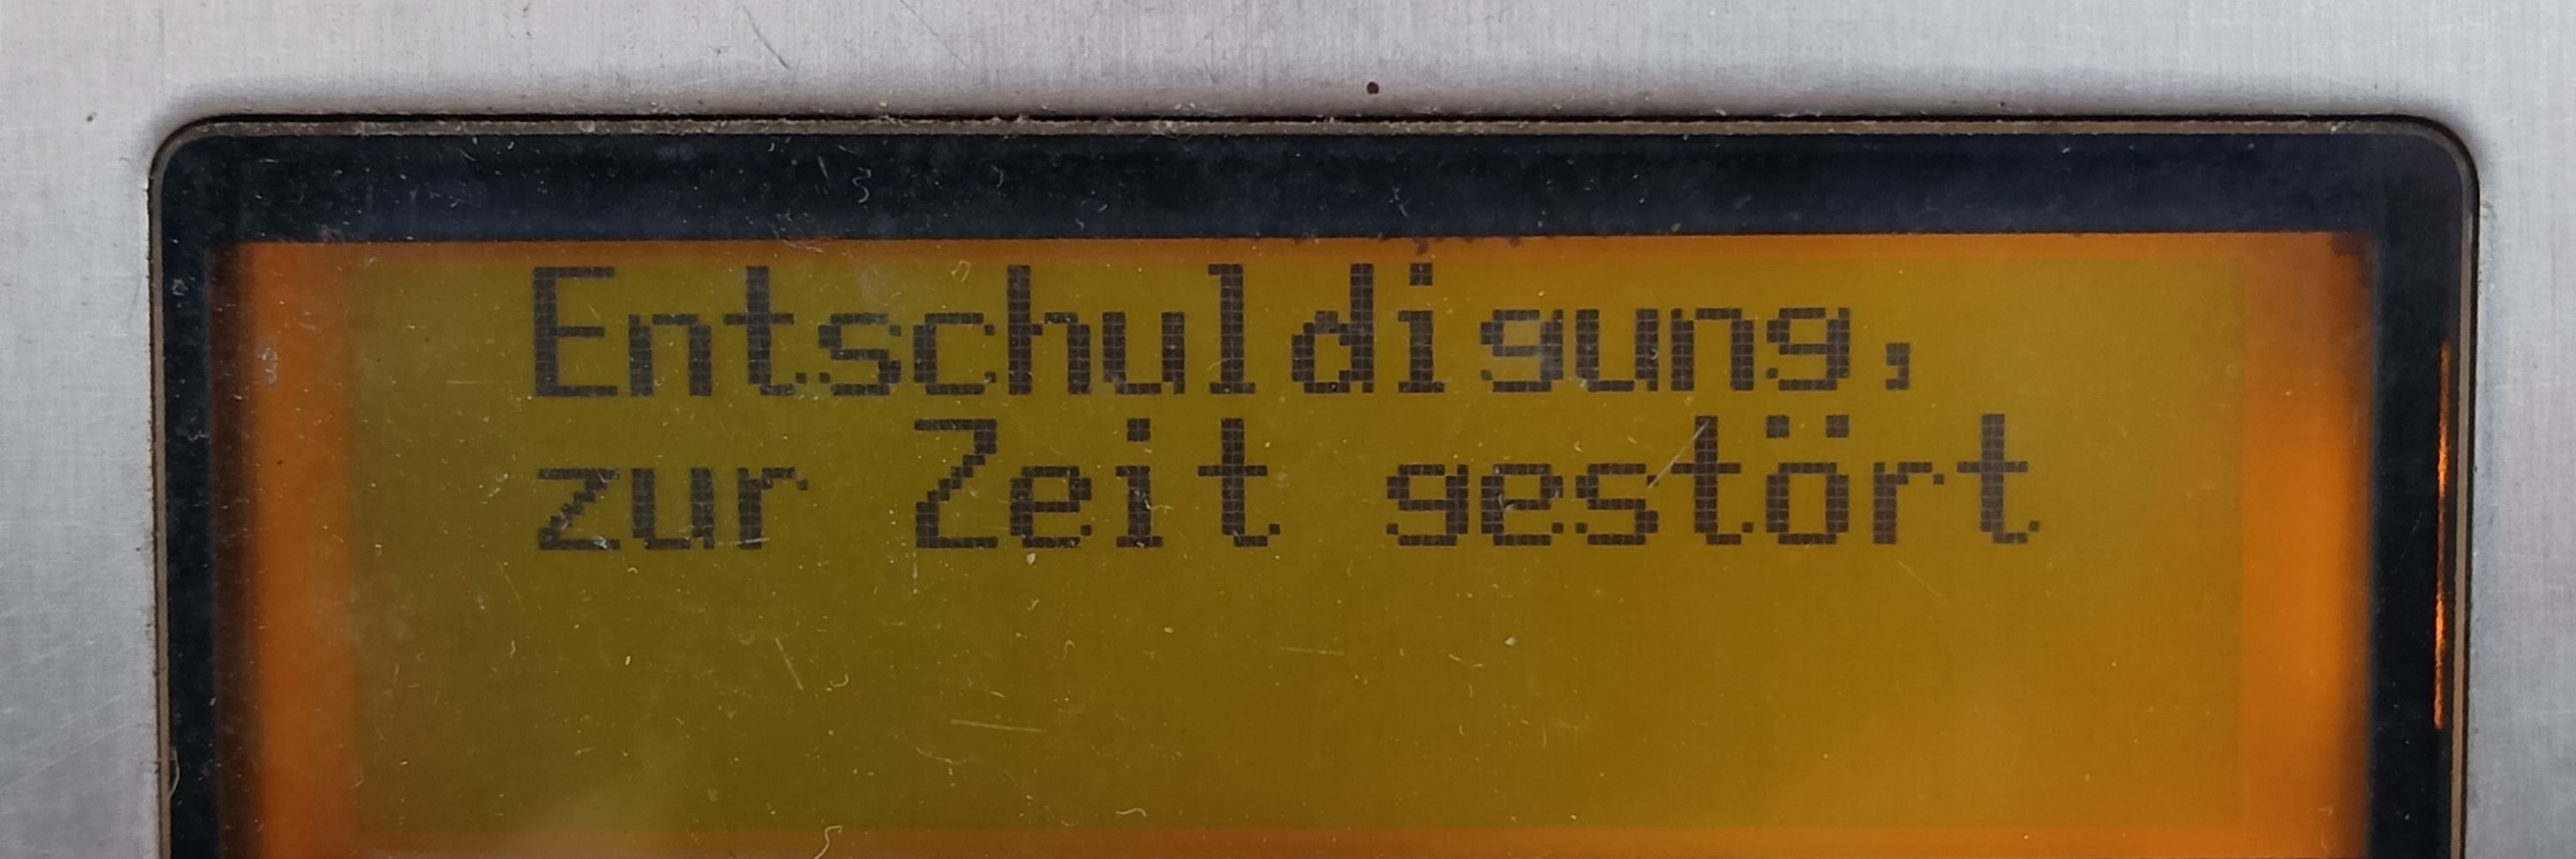 Entschuldigung,
zur Zeit gestört